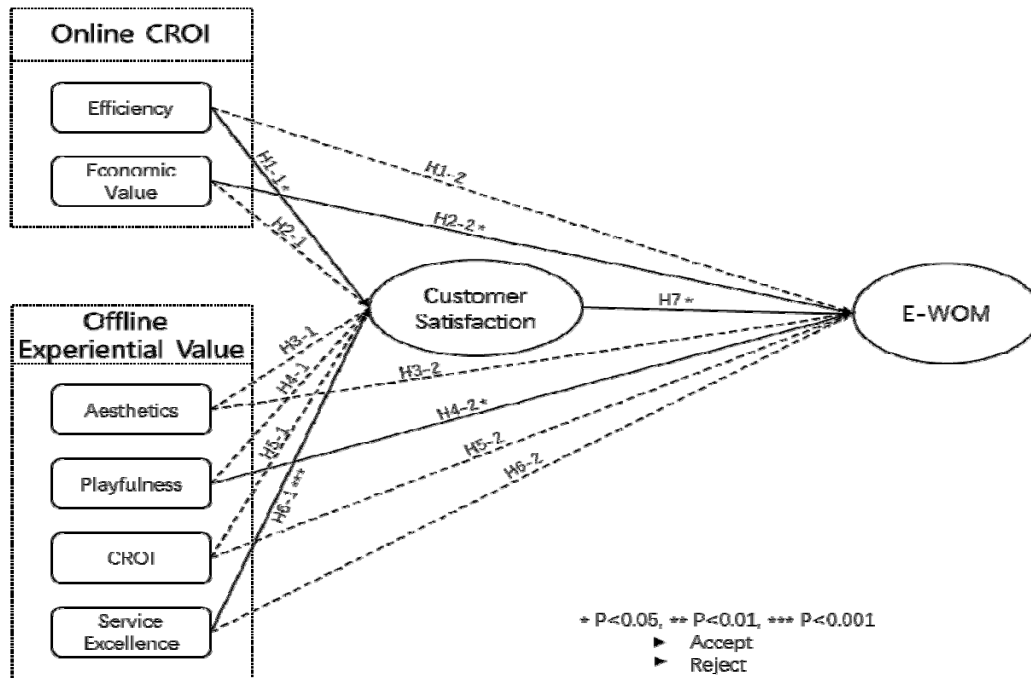 Online CROI
Efficiency
Economic
Value
H1-1*
H1-2
H2-1
H2-2*
Customer
Satisfaction
H7*
E-WOM
Offline
Experiential Value
Aesthetics
Playfulness
CROI
Service
Excellence
H3-1
H3-2
H4-1
H4-2*
H5-1
H5-2
H6-1***
H6-2
* P<0.05, ** P<0.01, *** P<0.001
Accept
Reject